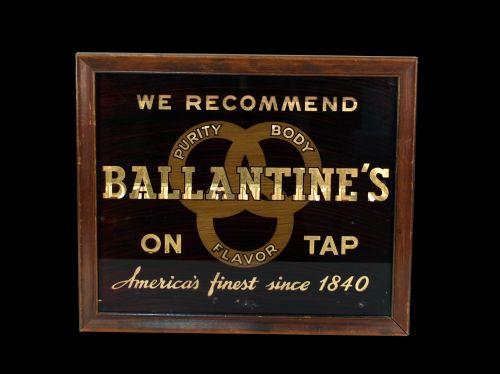 WE RECOMMEND
PURITY BODY
BALLANTINE'S
ON TAP
FLAVOR
America's finest since 1840